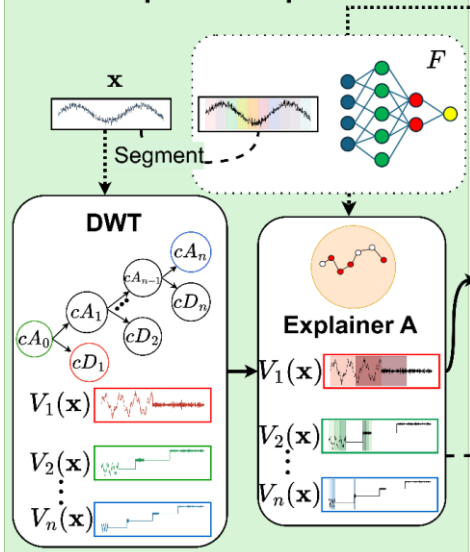 x
F
Segment
DWT
cA_n
cA_{n-1}
cA_1
cD_n
cA_0
cD_2
cD_1
V_1(x)
V_2(x)
V_n(x)
Explainer A
V_1(x)
V_2(x)
V_n(x)